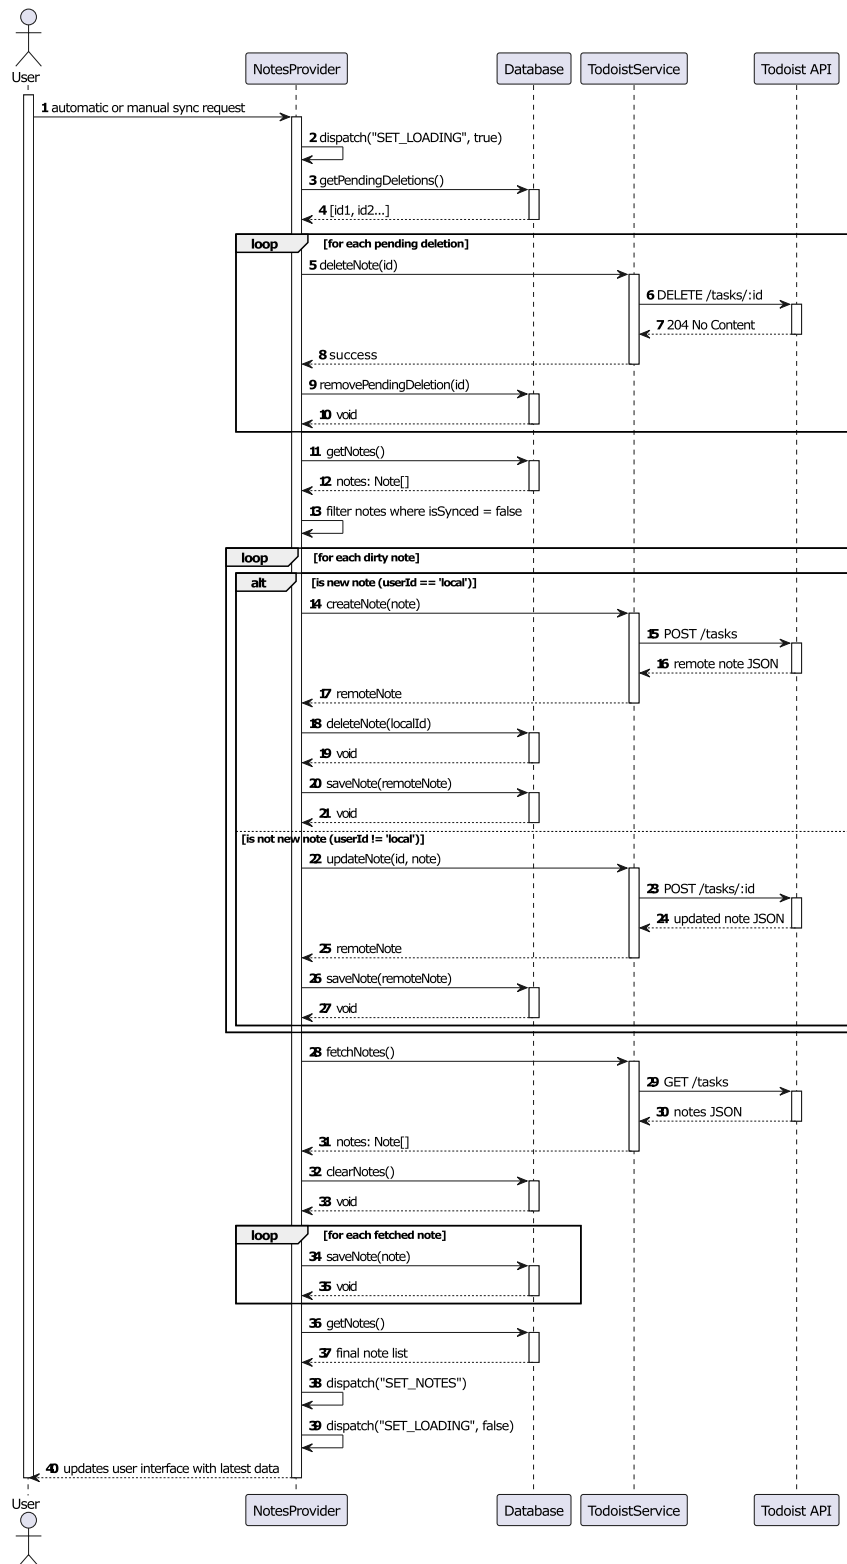 User
NotesProvider
Database
TodoistService
Todoist API
1 automatic or manual sync request
2 dispatch("SET_LOADING", true)
3 getPendingDeletions()
4 [id1, id2...]
loop [for each pending deletion]
5 deleteNote(id)
6 DELETE /tasks/:id
7 204 No Content
8 success
9 removePendingDeletion(id)
10 void
11 getNotes()
12 notes: Note[]
13 filter notes where isSynced = false
loop [for each dirty note]
alt [is new note (userId == 'local')]
14 createNote(note)
15 POST /tasks
16 remote note JSON
17 remoteNote
18 deleteNote(localId)
19 void
20 saveNote(remoteNote)
21 void
[is not new note (userId != 'local')]
22 updateNote(id, note)
23 POST /tasks/:id
24 updated note JSON
25 remoteNote
26 saveNote(remoteNote)
27 void
28 fetchNotes()
29 GET /tasks
30 notes JSON
31 notes: Note[]
32 clearNotes()
33 void
loop [for each fetched note]
34 saveNote(note)
35 void
36 getNotes()
37 final note list
38 dispatch("SET_NOTES")
39 dispatch("SET_LOADING", false)
40 updates user interface with latest data
User
NotesProvider
Database
TodoistService
Todoist API